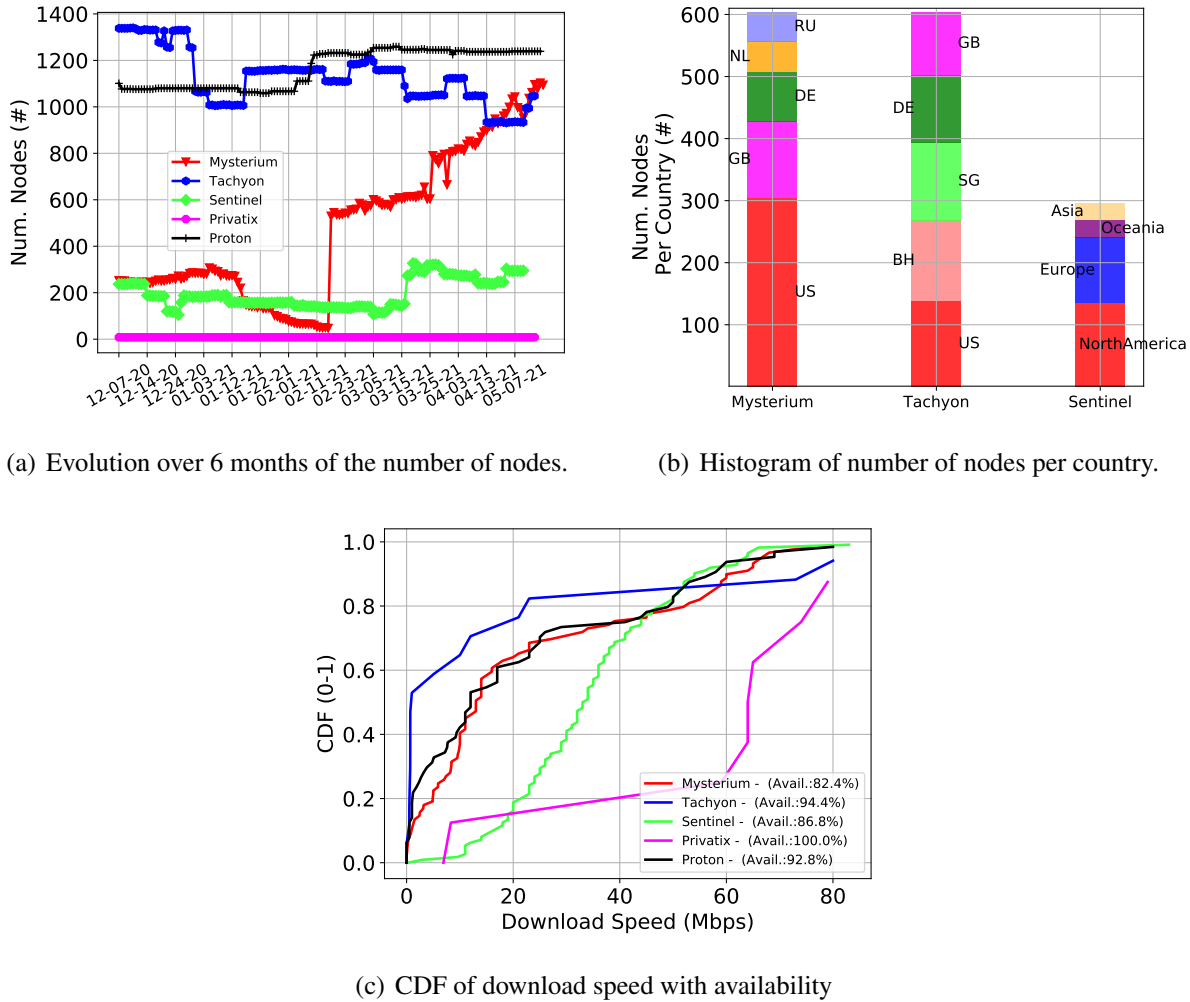 1400
1200
1000
800
600
400
200
0
Num. Nodes (#)
Mysterium
Tachyon
Sentinel
Privatix
Proton
12-07-20
12-14-20
12-24-20
01-03-21
01-12-21
01-22-21
02-01-21
02-11-21
02-23-21
03-05-21
03-15-21
03-25-21
04-03-21
04-13-21
05-07-21
(a) Evolution over 6 months of the number of nodes.
600
500
400
300
200
100
Num. Nodes
Per Country (#)
RU
NL
DE
GB
US
GB
DE
SG
BH
US
Asia
Oceania
Europe
NorthAmerica
Mysterium
Tachyon
Sentinel
(b) Histogram of number of nodes per country.
1.0
0.8
0.6
0.4
0.2
0.0
CDF (0-1)
Mysterium - (Avail.:82.4%)
Tachyon - (Avail.:94.4%)
Sentinel - (Avail.:86.8%)
Privatix - (Avail.:100.0%)
Proton - (Avail.:92.8%)
0
20
40
60
80
Download Speed (Mbps)
(c) CDF of download speed with availability